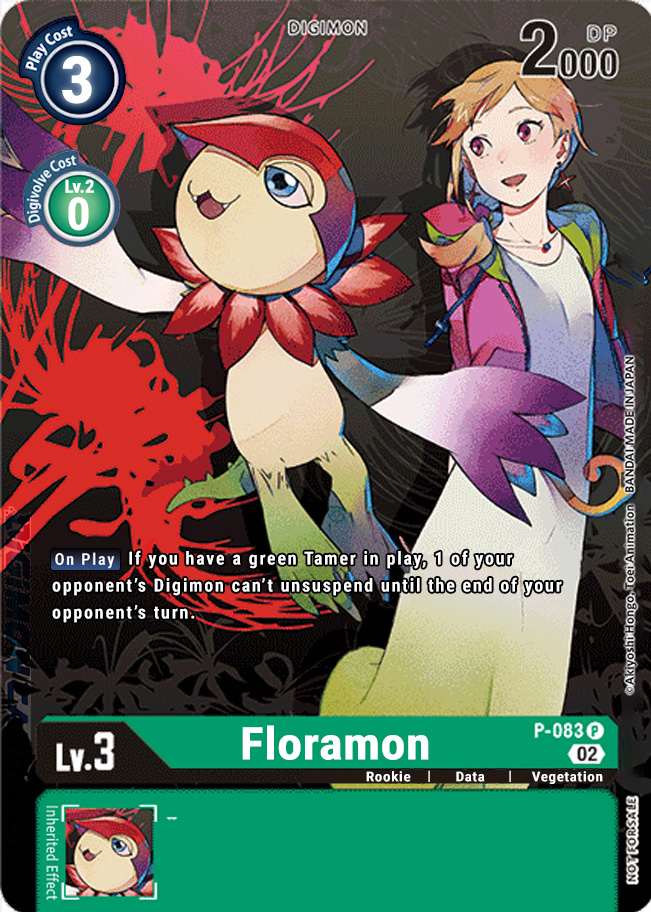 DIGIMON
Play Cost
3
DP
2000
Digivolve Cost
Lv.2
0
On Play If you have a green Tamer in play, 1 of your
opponent's Digimon can't unsuspend until the end of your
opponent's turn.
©Akiyoshi Hongo, Toei Animation BANDAI MADE IN JAPAN
Lv.3
Floramon
P-083 P
02
Rookie | Data | Vegetation
Inherited Effect
–
NOT FOR SALE